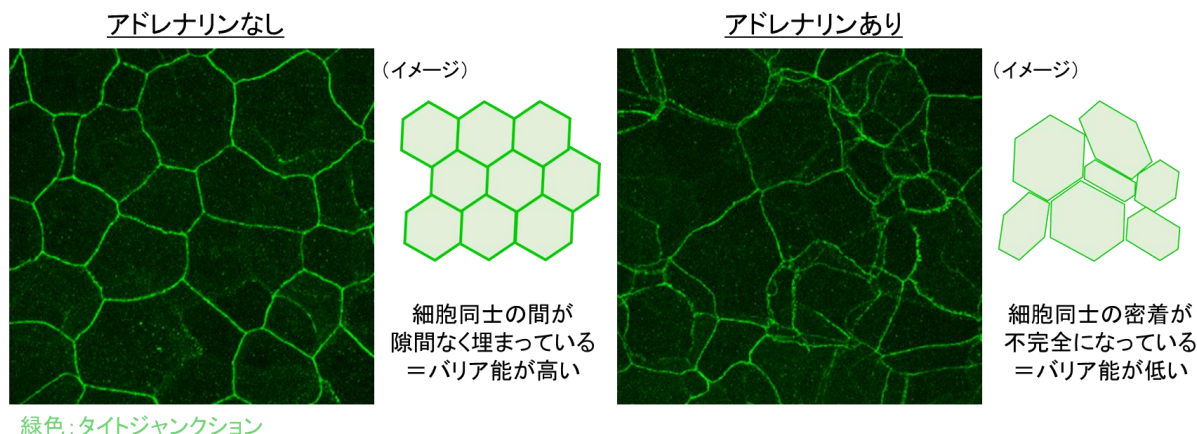 アドレナリンなし
アドレナリンあり
（イメージ）
（イメージ）
細胞同士の間が
隙間なく埋まっている
＝バリア能が高い
細胞同士の密着が
不完全になっている
＝バリア能が低い
緑色：タイトジャンクション